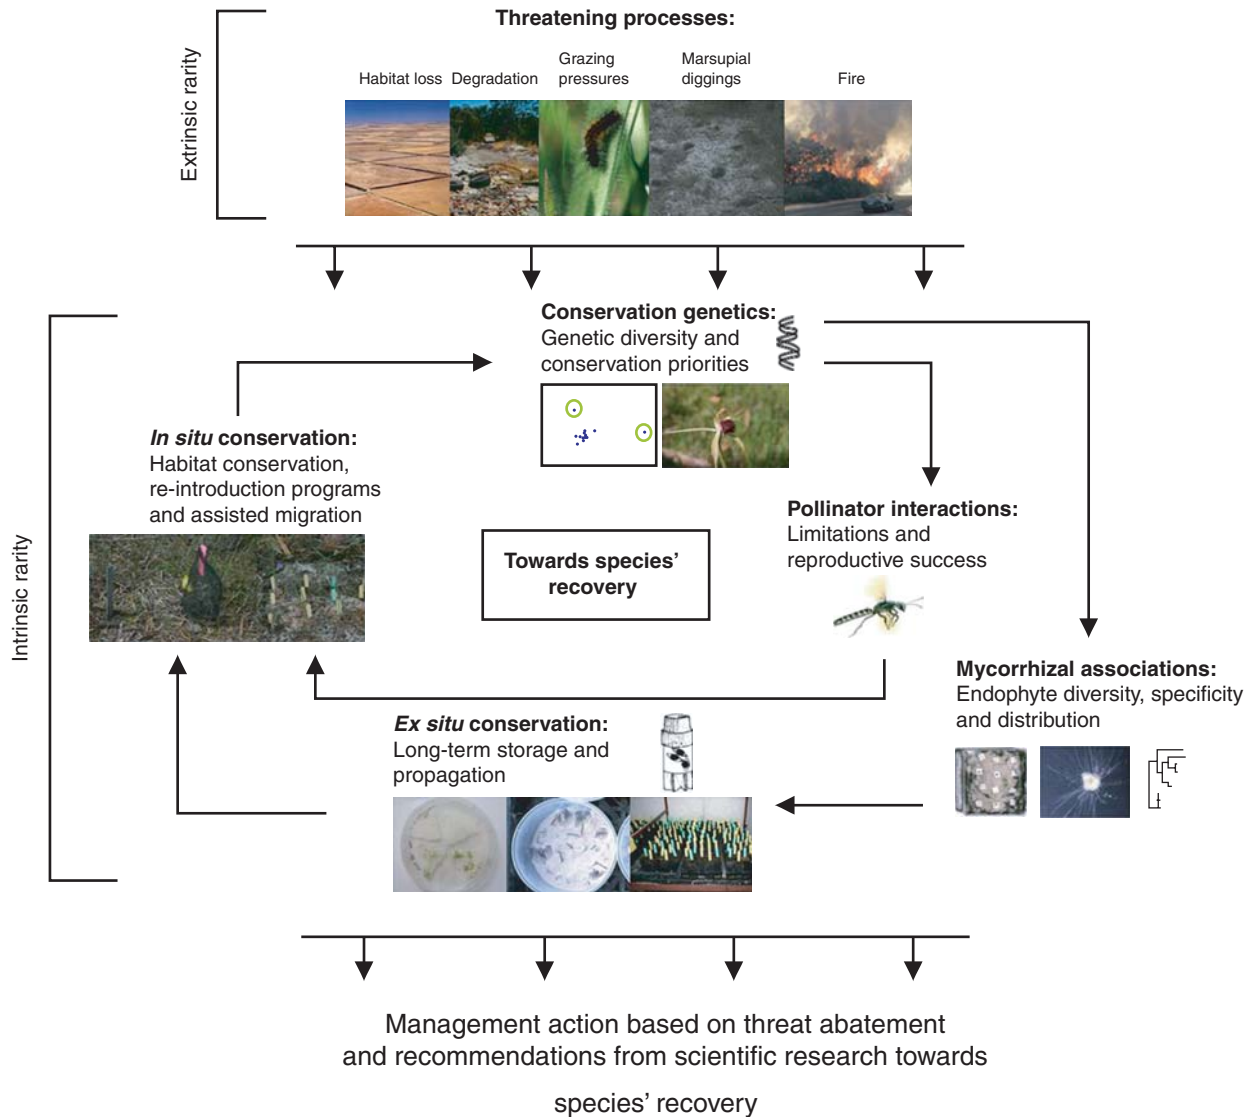 Threatening processes:
Extrinsic rarity
Habitat loss
Degradation
Grazing
pressures
Marsupial
diggings
Fire
Intrinsic rarity
Conservation genetics:
Genetic diversity and
conservation priorities
In situ conservation:
Habitat conservation,
re-introduction programs
and assisted migration
Pollinator interactions:
Limitations and
reproductive success
Towards species'
recovery
Mycorrhizal associations:
Endophyte diversity, specificity
and distribution
Ex situ conservation:
Long-term storage and
propagation
Management action based on threat abatement
and recommendations from scientific research towards
species' recovery